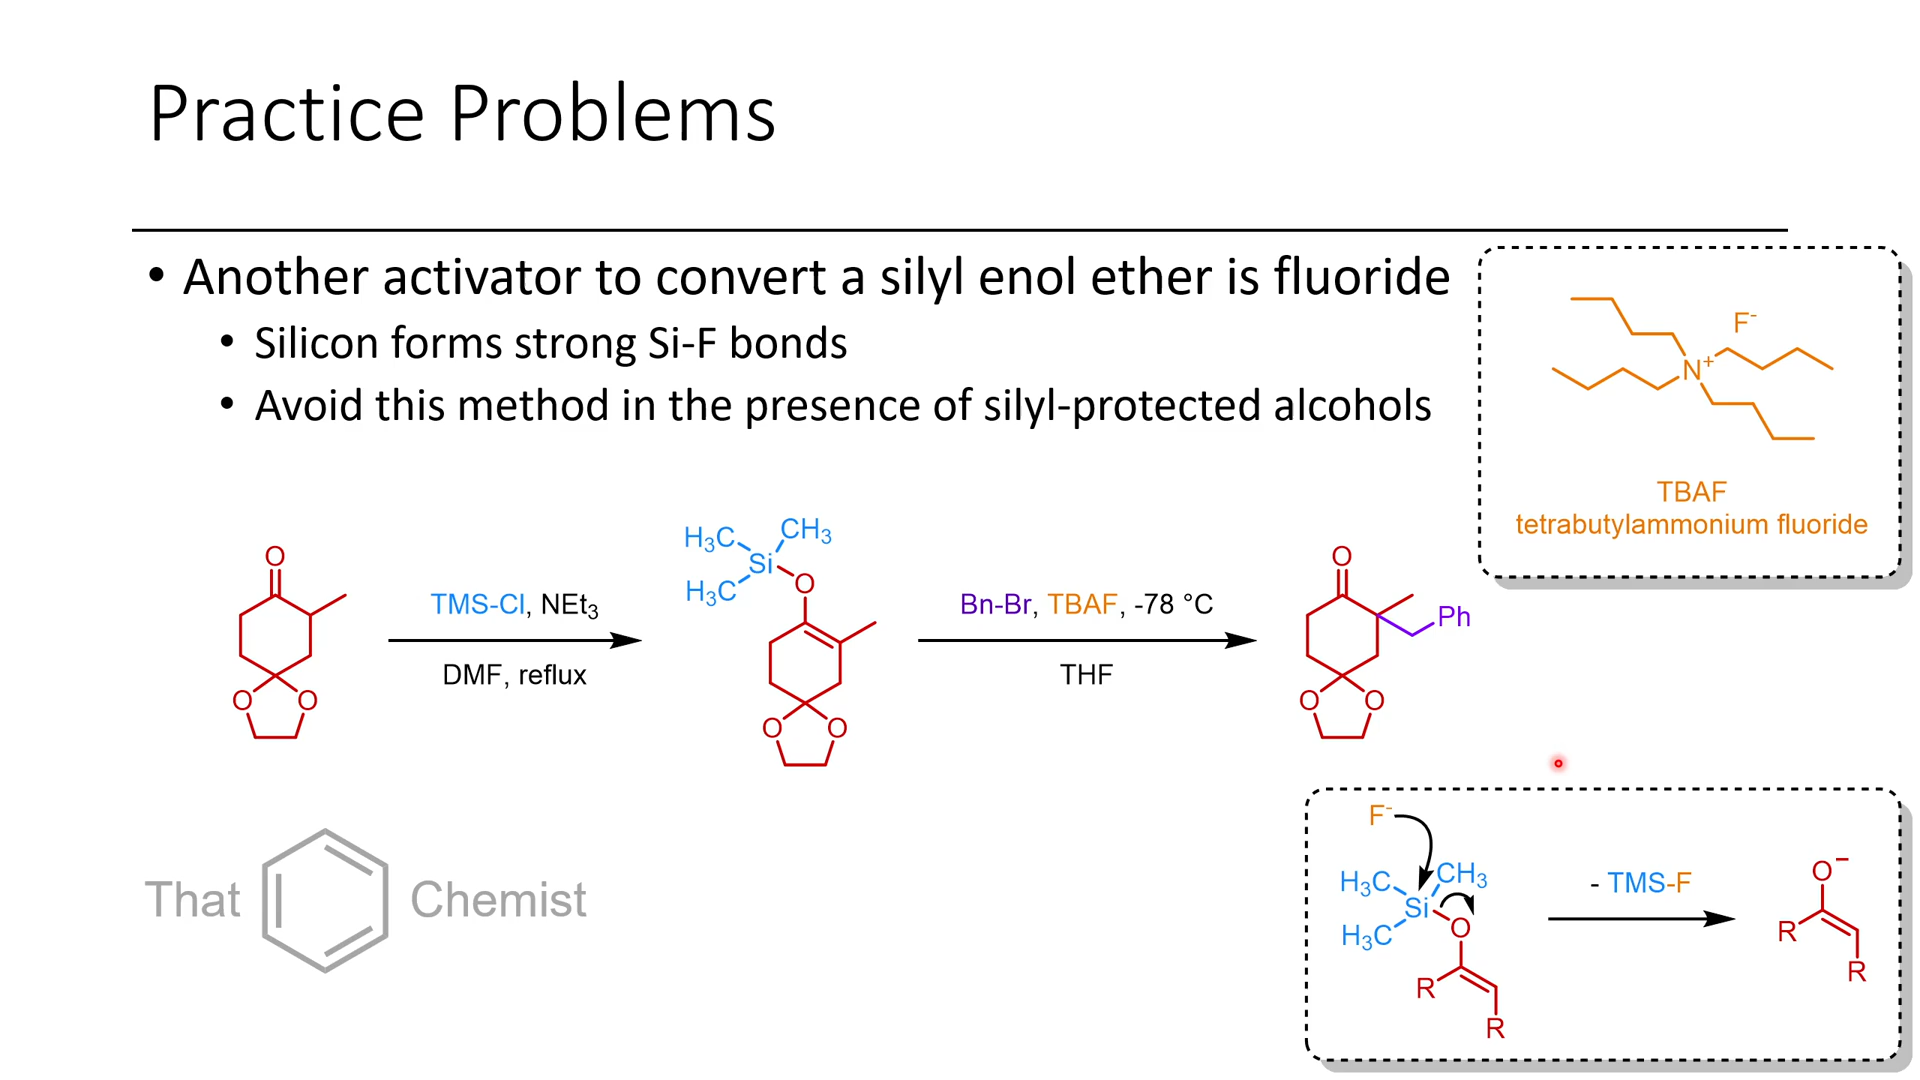 Practice Problems
• Another activator to convert a silyl enol ether is fluoride
• Silicon forms strong Si-F bonds
• Avoid this method in the presence of silyl-protected alcohols
F⁻
N⁺
TBAF
tetrabutylammonium fluoride
O
O O
TMS-Cl, NEt₃
DMF, reflux
H₃C CH₃
Si
H₃C O
O O
Bn-Br, TBAF, -78 °C
THF
O
Ph
O O
F⁻
H₃C CH₃
Si
H₃C O
R
R
- TMS-F
O⁻
R
R
That Chemist